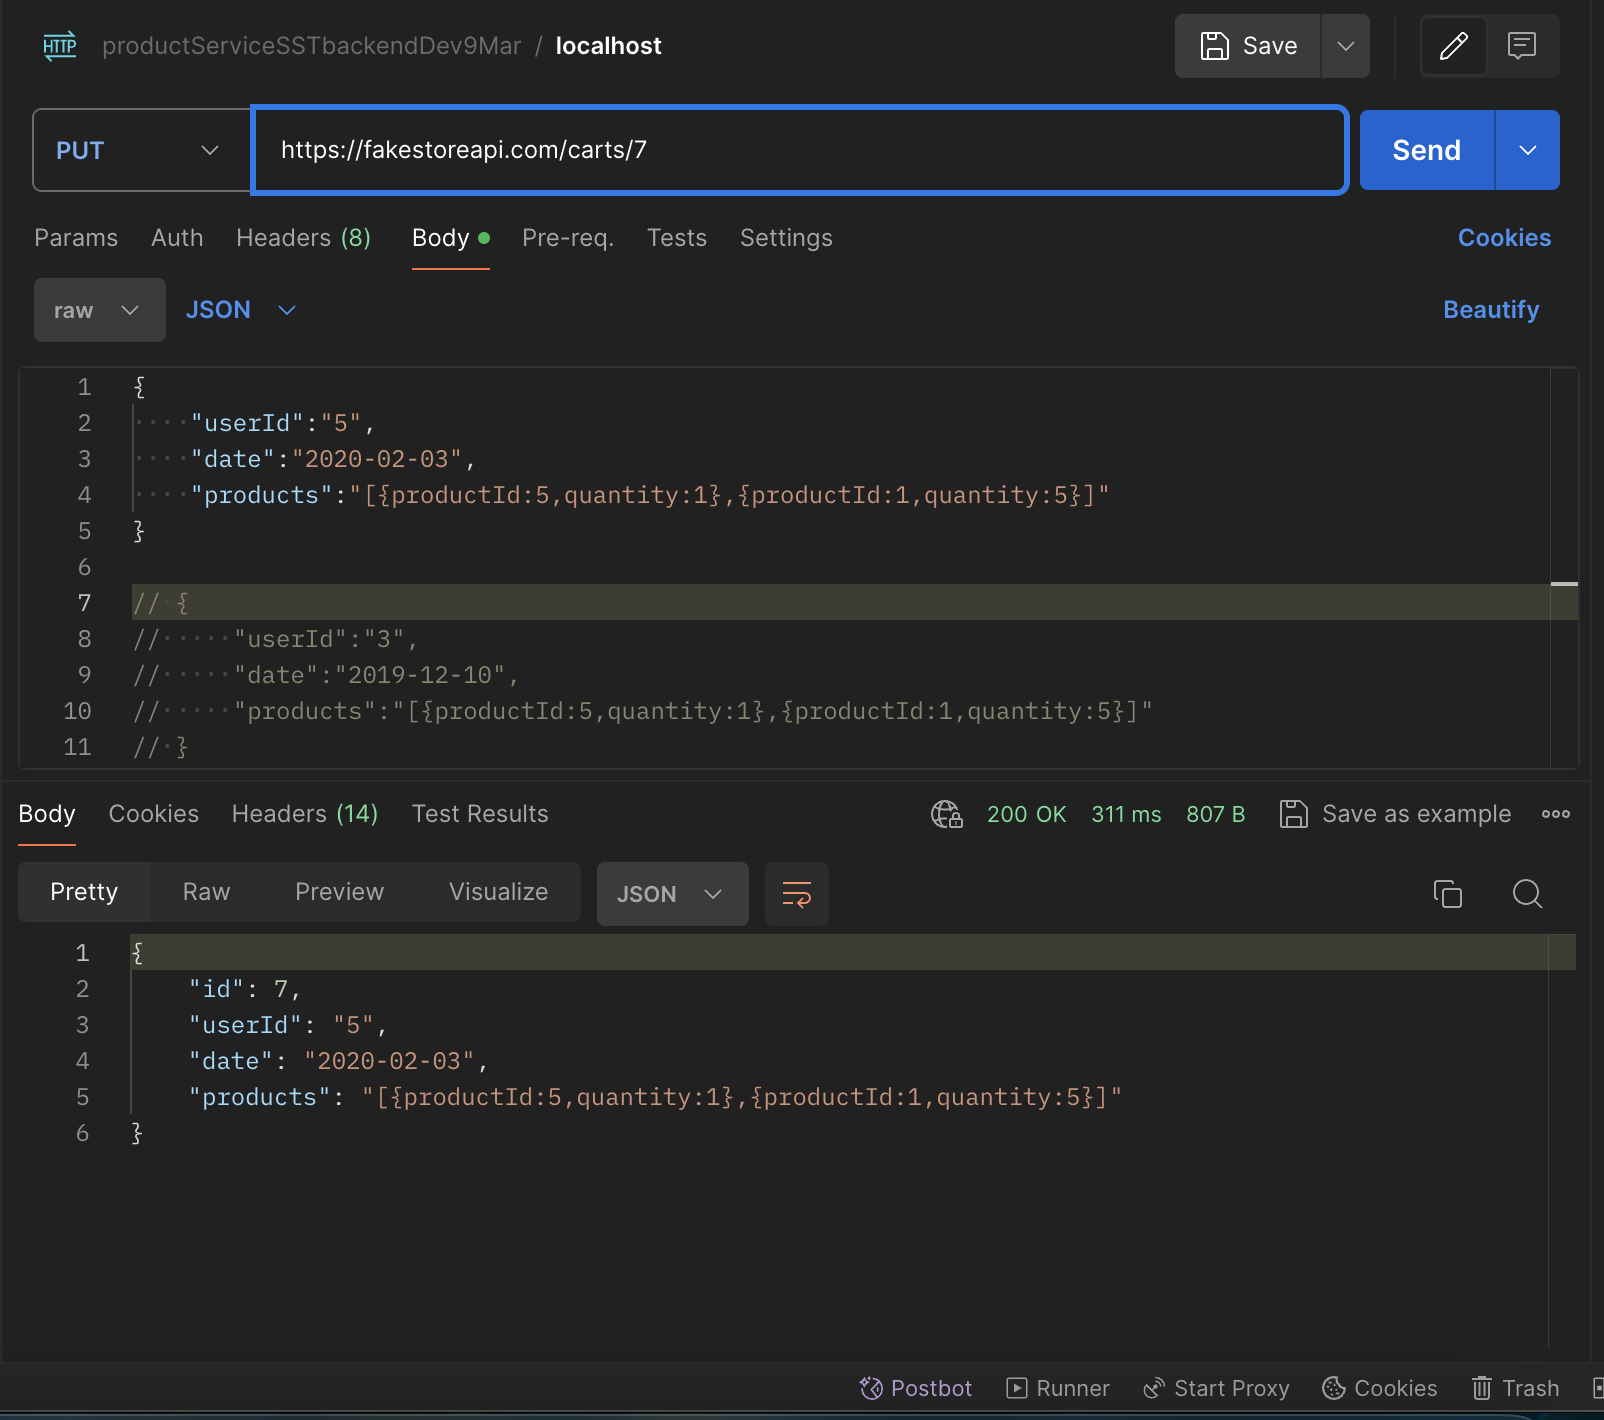 HTTP productServiceSSTbackendDev9Mar / localhost Save
PUT https://fakestoreapi.com/carts/7 Send
Params Auth Headers (8) Body Pre-req. Tests Settings Cookies
raw JSON Beautify
1 {
2 "userId":"5",
3 "date":"2020-02-03",
4 "products":"[{productId:5,quantity:1},{productId:1,quantity:5}]"
5 }
6
7 // {
8 // "userId":"3",
9 // "date":"2019-12-10",
10 // "products":"[{productId:5,quantity:1},{productId:1,quantity:5}]"
11 // }
Body Cookies Headers (14) Test Results 200 OK 311 ms 807 B Save as example
Pretty Raw Preview Visualize JSON
1 {
2 "id": 7,
3 "userId": "5",
4 "date": "2020-02-03",
5 "products": "[{productId:5,quantity:1},{productId:1,quantity:5}]"
6 }
Postbot Runner Start Proxy Cookies Trash